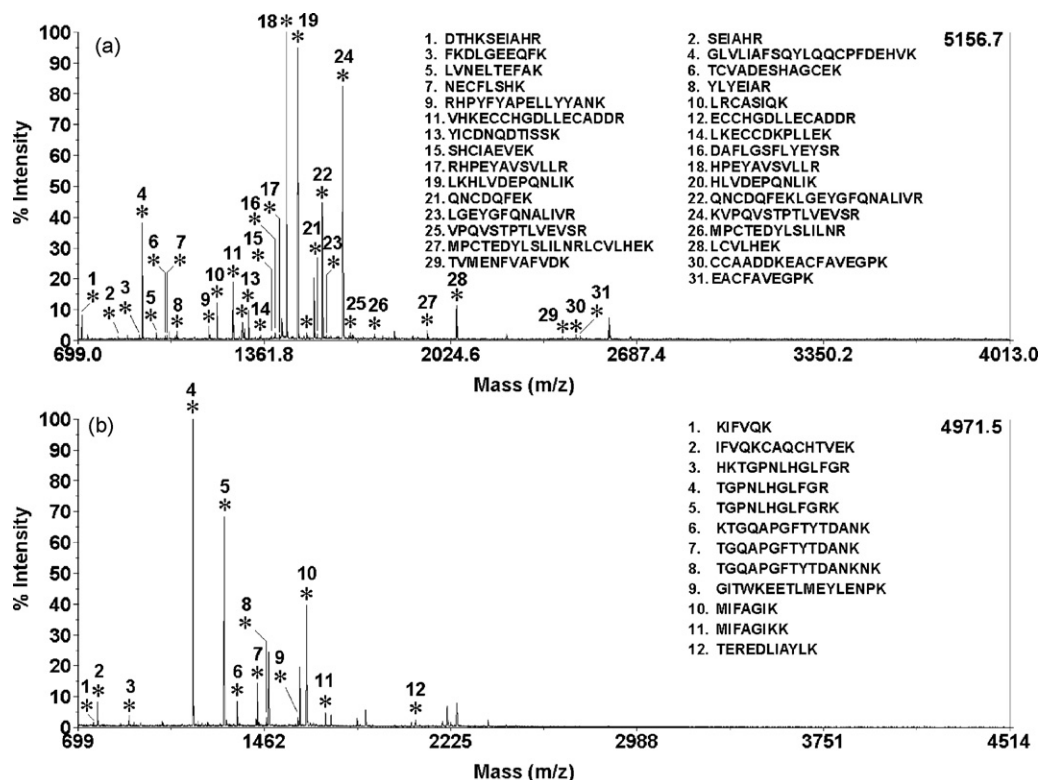 (a)
5156.7
1. DTHKSEIAHR
2. SEIAHR
3. FKDLGEEQFK
4. GLVLIAFSQYLQQCPFDEHVK
5. LVNELTEFAK
6. TCVADESHAGCEK
7. NECFLSHK
8. YLYEIAR
9. RHPYFYAPELLYYANK
10. LRCASIQK
11. VHKECCHGDLLECADDR
12. ECCHGDLLECADDR
13. YICDNQDTISSK
14. LKECCDKPLLEK
15. SHCIAEVEK
16. DAFLGSFLYEYSR
17. RHPEYAVSVLLR
18. HPEYAVSVLLR
19. LKHLVDEPQNLIK
20. HLVDEPQNLIK
21. QNCDQFEK
22. QNCDQFEKLGEYGFQNALIVR
23. LGEYGFQNALIVR
24. KVPQVSTPTLVEVSR
25. VPQVSTPTLVEVSR
26. MPCTEDYLSLILNR
27. MPCTEDYLSLILNRLCVLHEK
28. LCVLHEK
29. TVMENFVAFVDK
30. CCAADDKEACFAVEGPK
31. EACFAVEGPK
100
90
80
70
60
50
40
30
20
10
0
% Intensity
1
2
3
4
5
6
7
8
9
10
11
13
14
15
16
17
18
19
21
22
23
24
25
26
27
28
29
30
31
699.0
1361.8
2024.6
2687.4
3350.2
4013.0
Mass (m/z)
(b)
4971.5
1. KIFVQK
2. IFVQKCAQCHTVEK
3. HKTGPNLHGLFGR
4. TGPNLHGLFGR
5. TGPNLHGLFGRK
6. KTGQAPGFTYTDANK
7. TGQAPGFTYTDANK
8. TGQAPGFTYTDANKNK
9. GITWKEETLMEYLENPK
10. MIFAGIK
11. MIFAGIKK
12. TEREDLIAYLK
100
90
80
70
60
50
40
30
20
10
0
% Intensity
1
2
3
4
5
6
7
8
9
10
11
12
699
1462
2225
2988
3751
4514
Mass (m/z)